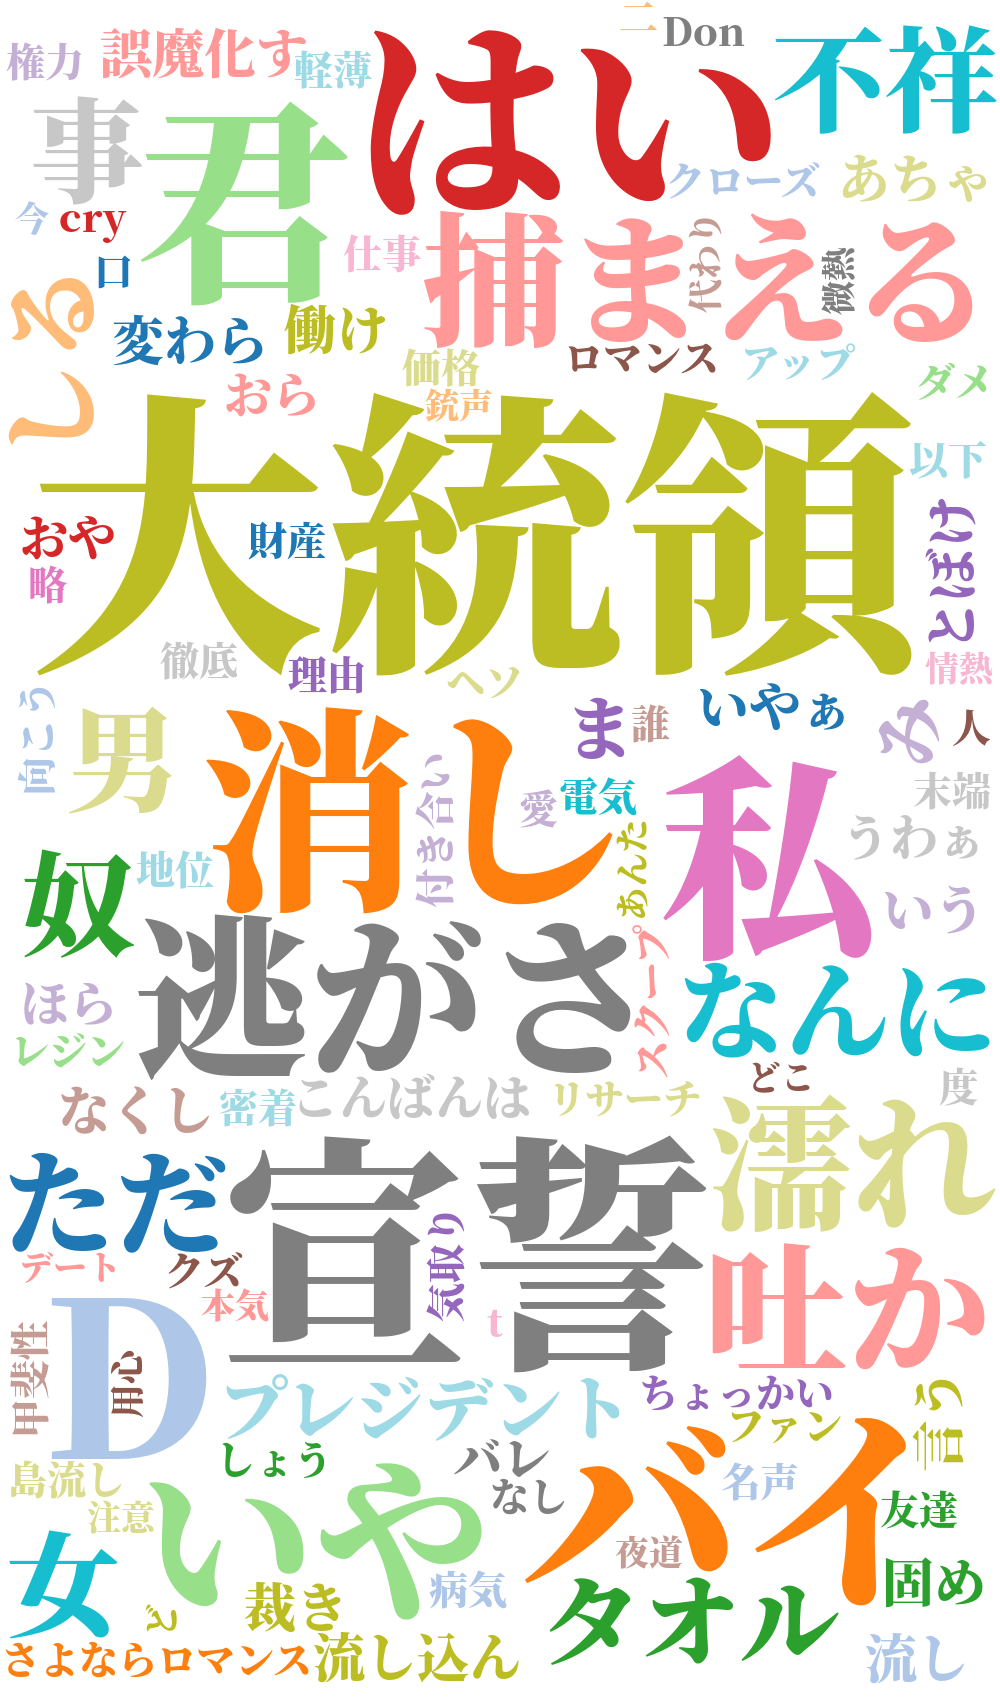 二
Don
はい
不祥
権力
誤魔化す
軽薄
事
君
クローズ
あちゃ
今
cry
口
仕事
捕まえる
代わり
微熱
しる
変わら
働け
価格
ロマンス
アップ
ダメ
おら
銃声
大統領
以下
おや
財産
とぼけ
略
徹底
理由
ヘソ
情熱
向こう
男
消し
ま
誰
いやぁ
み
人
付き合い
愛
電気
私
末端
うわぁ
あんた
奴
地位
いう
逃がさ
スクープ
なんに
ほら
レジン
どこ
度
なくし
密着
こんばんは
リサーチ
濡れ
ただ
宣誓
気取り
デート
クズ
本気
吐か
t
D
甲斐性
用心
プレジデント
ちょっかい
ファン
言う
しょう
バレ
バイ
島流し
なし
名声
注意
いや
友達
女
夜道
ど
裁き
病気
タオル
固め
さよならロマンス
流し込ん
流し